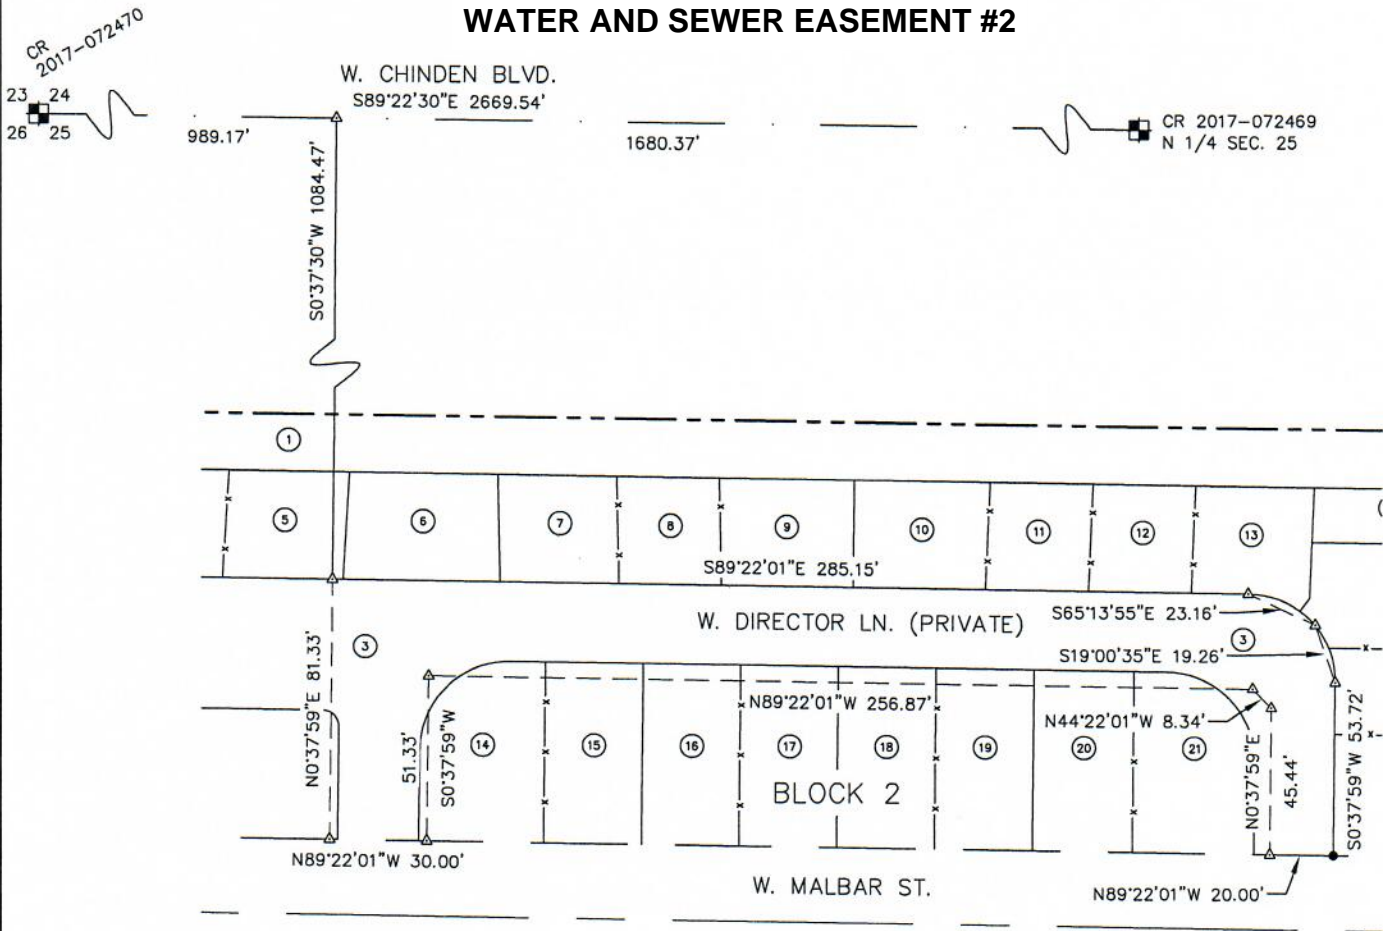 WATER AND SEWER EASEMENT #2
CR
2017-072470
23 24
26 25
W. CHINDEN BLVD.
S89°22'30"E 2669.54'
989.17'
1680.37'
CR 2017-072469
N 1/4 SEC. 25
S0°37'30"W 1084.47'
1
5
6
7
8
9
10
11
12
13
S89°22'01"E 285.15'
W. DIRECTOR LN. (PRIVATE)
S65°13'55"E 23.16'
3
3
S19°00'35"E 19.26'
N0°37'59"E 81.33'
N89°22'01"W 256.87'
N44°22'01"W 8.34'
51.33'
S0°37'59"W
14
15
16
17
18
19
20
21
N0°37'59"E
45.44'
S0°37'59"W 53.72'
BLOCK 2
N89°22'01"W 30.00'
W. MALBAR ST.
N89°22'01"W 20.00'